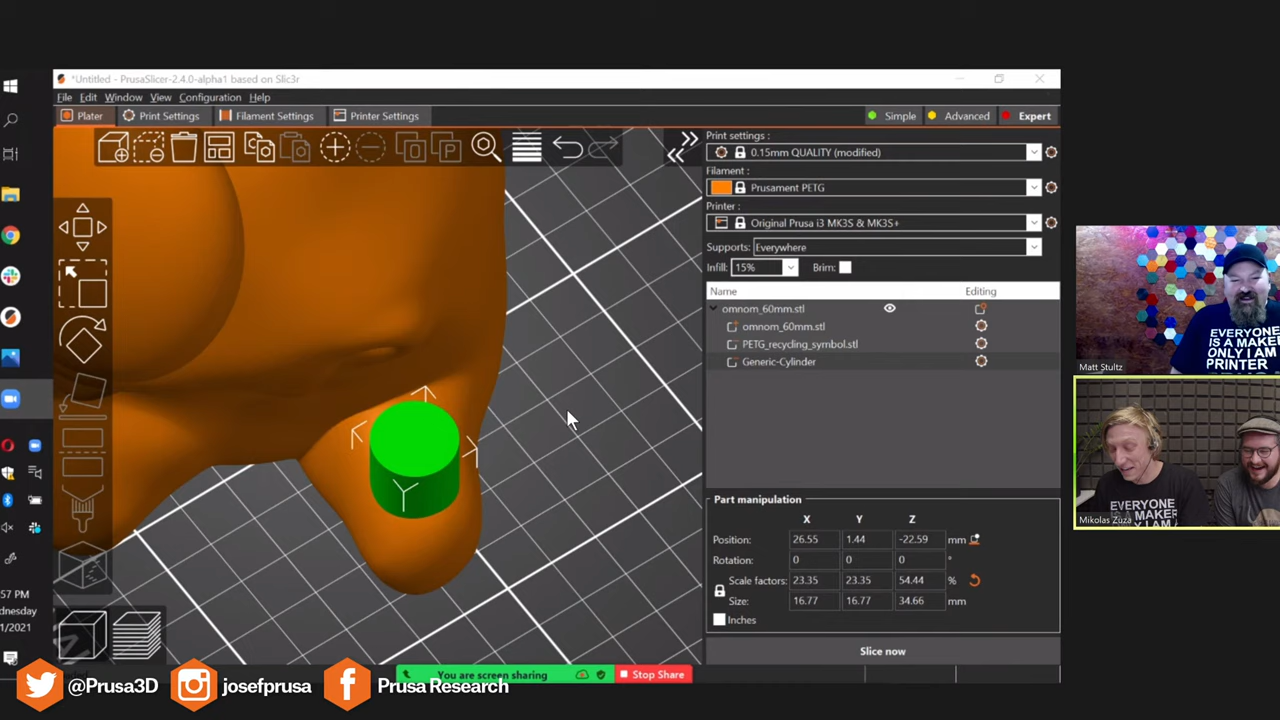 *Untitled - PrusaSlicer-2.4.0-alpha1 based on Slic3r
File Edit Window View Configuration Help
Plater Print Settings Filament Settings Printer Settings Simple Advanced Expert
Print settings :
0.15mm QUALITY (modified)
Filament :
Prusament PETG
Printer :
Original Prusa i3 MK3S & MK3S+
Supports: Everywhere
Infill: 15% Brim:
Name Editing
omnom_60mm.stl
omnom_60mm.stl
PETG_recycling_symbol.stl
Generic-Cylinder
Part manipulation
X Y Z
Position: 26.55 1.44 -22.59 mm
Rotation: 0 0 0 °
Scale factors: 23.35 23.35 54.44 %
Size: 16.77 16.77 34.66 mm
Inches
Slice now
EVERYONE
IS A MAKER
ONLY I AM
PRINTER
Matt Stultz
EVERYONE
IS A MAKER
Mikolas Zuza
:57 PM
1/2021
You are screen sharing Stop Share
@Prusa3D josefprusa Prusa Research